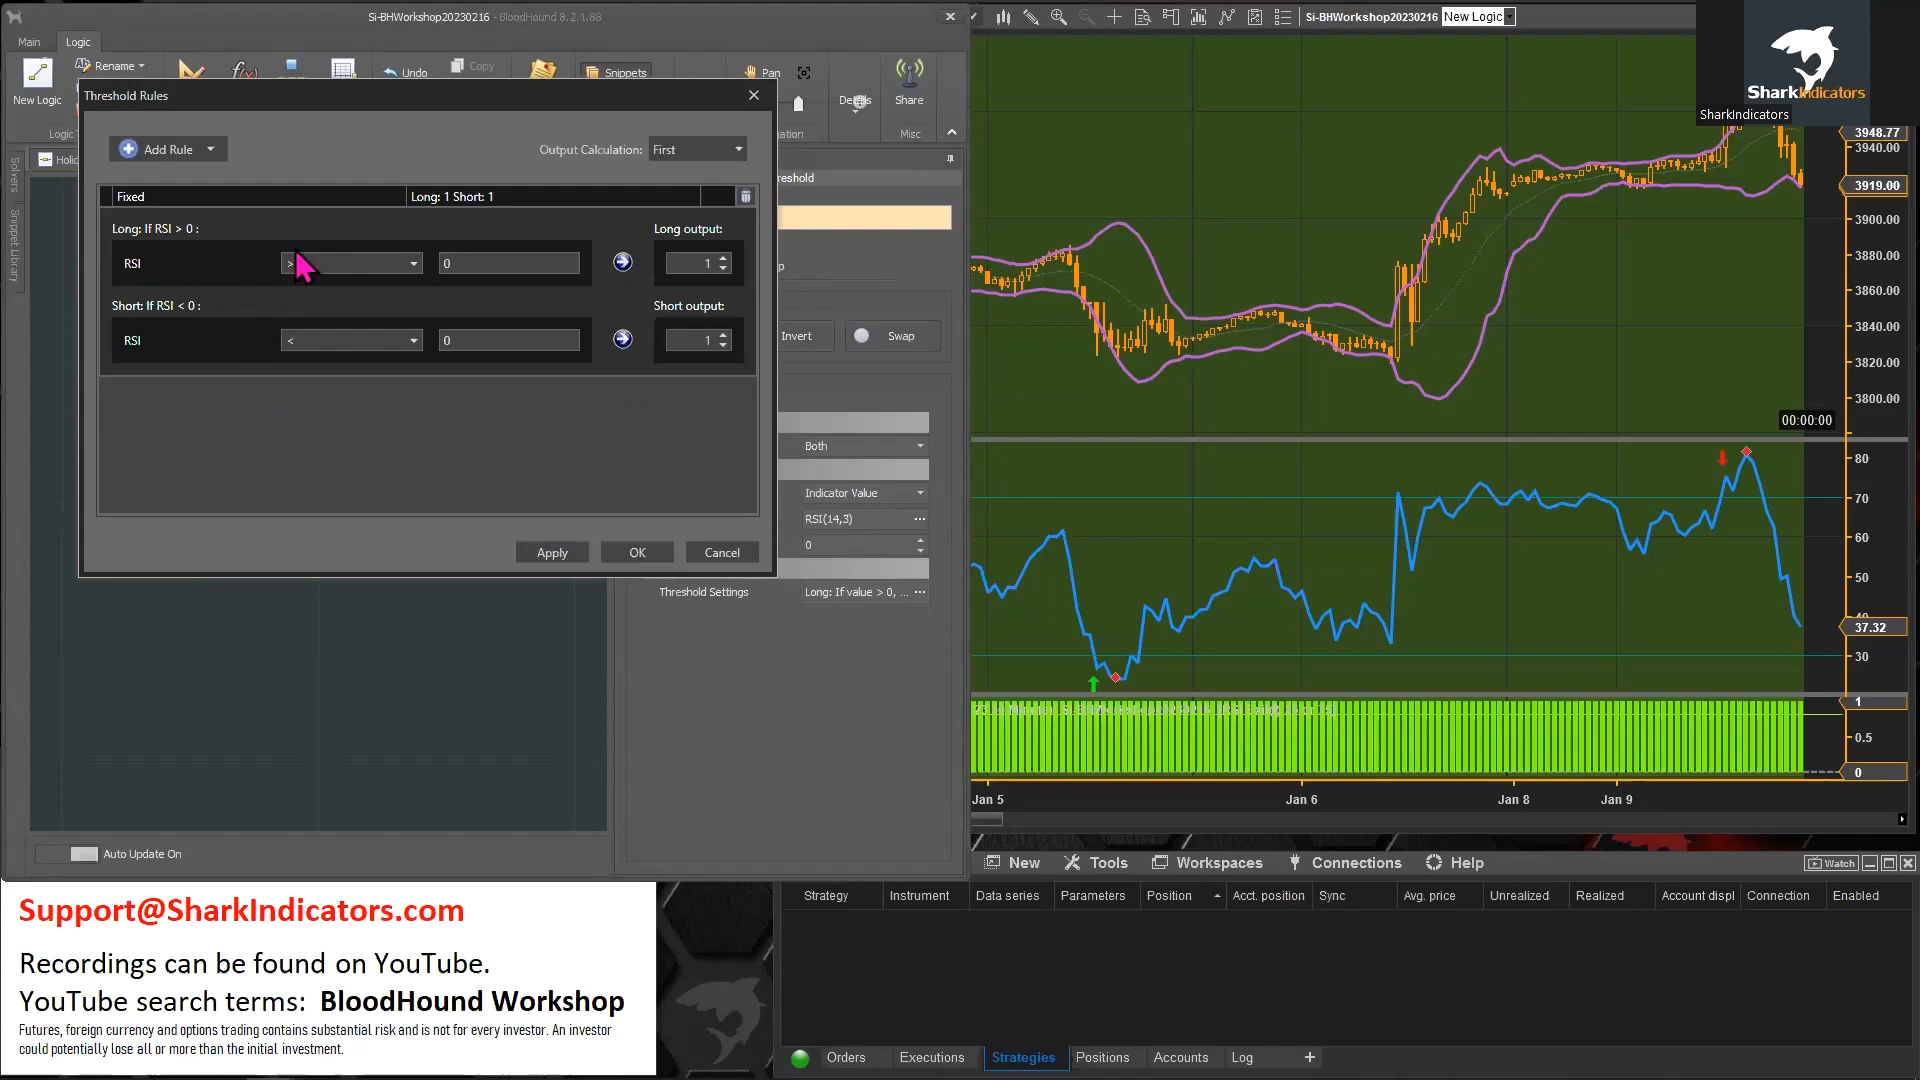 Si-BHWorkshop20230216 - BloodHound 8.2.1.88
Main
Logic
Rename
Undo
Copy
Snippets
Pan
New Logic
Details
Share
Misc
Threshold Rules
Add Rule
Output Calculation:
First
Fixed
Long: 1 Short: 1
Long: If RSI > 0 :
Long output:
RSI
>
0
1
Short: If RSI < 0 :
Short output:
RSI
<
0
1
Apply
OK
Cancel
Solvers
Snippet Library
Invert
Swap
Both
Indicator Value
RSI(14,3)
0
Threshold Settings
Long: If value > 0, ...
Auto Update On
Si-BHWorkshop20230216
New Logic
SharkIndicators
SharkIndicators
3948.77
3940.00
3919.00
3900.00
3880.00
3860.00
3840.00
3820.00
3800.00
00:00:00
80
70
60
50
40
37.32
30
1
0.5
0
Jan 5
Jan 6
Jan 8
Jan 9
New
Tools
Workspaces
Connections
Help
Watch
Strategy
Instrument
Data series
Parameters
Position
Acct. position
Sync
Avg. price
Unrealized
Realized
Account displ
Connection
Enabled
Orders
Executions
Strategies
Positions
Accounts
Log
+
Support@SharkIndicators.com
Recordings can be found on YouTube.
YouTube search terms: BloodHound Workshop
Futures, foreign currency and options trading contains substantial risk and is not for every investor. An investor
could potentially lose all or more than the initial investment.